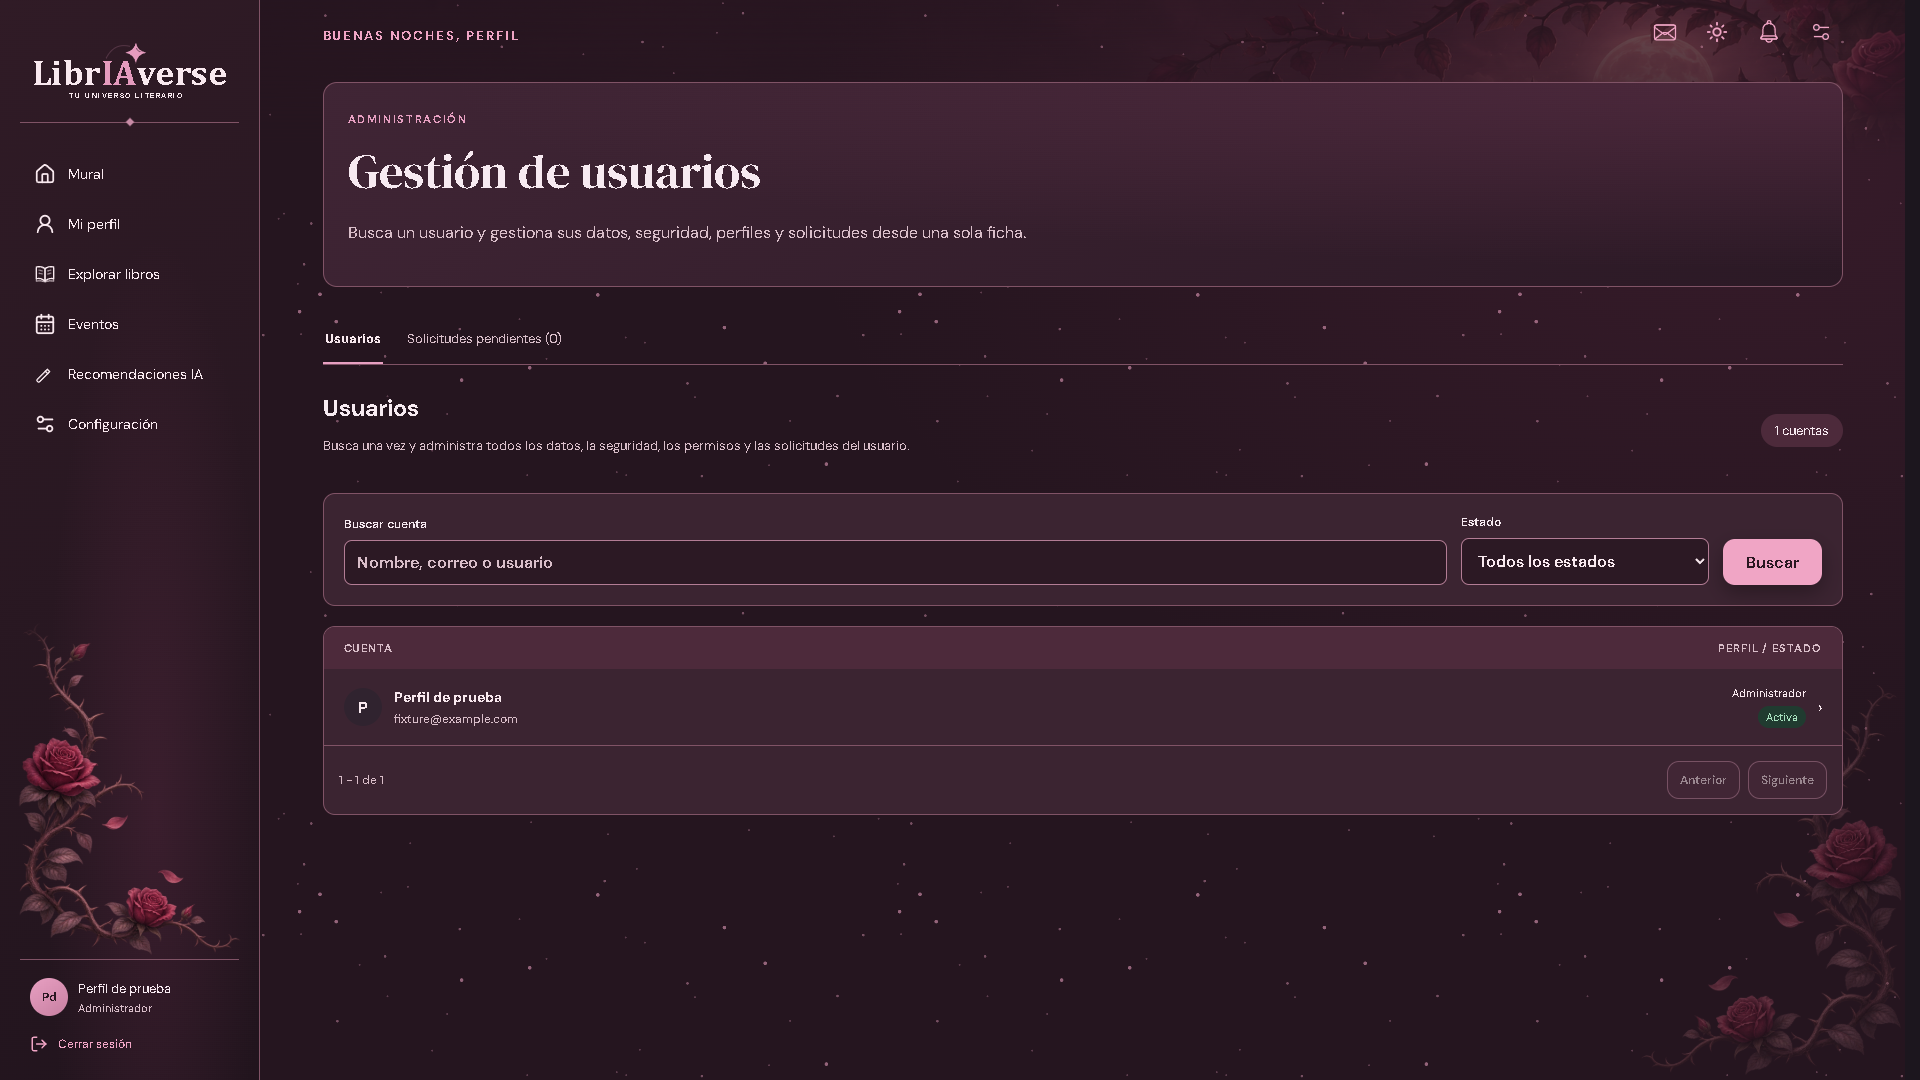 LibrIAverse
TU UNIVERSO LITERARIO
Mural
Mi perfil
Explorar libros
Eventos
Recomendaciones IA
Configuración
Pd
Perfil de prueba
Administrador
Cerrar sesión
BUENAS NOCHES, PERFIL
ADMINISTRACIÓN
Gestión de usuarios
Busca un usuario y gestiona sus datos, seguridad, perfiles y solicitudes desde una sola ficha.
Usuarios
Solicitudes pendientes (0)
Usuarios
Busca una vez y administra todos los datos, la seguridad, los permisos y las solicitudes del usuario.
1 cuentas
Buscar cuenta
Nombre, correo o usuario
Estado
Todos los estados
Buscar
CUENTA
PERFIL / ESTADO
P
Perfil de prueba
fixture@example.com
Administrador
Activa
1–1 de 1
Anterior
Siguiente